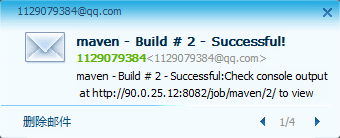 1129079384@qq.com
maven - Build # 2 - Successful!
1129079384<1129079384@qq.com>
maven - Build # 2 - Successful:Check console output
at http://90.0.25.12:8082/job/maven/2/ to view
删除邮件 1/4